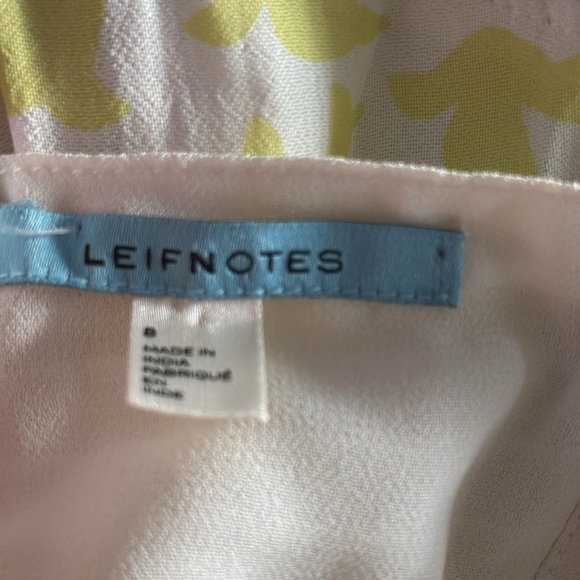 LEIFNOTES
8
MADE IN
INDIA
FABRIQUÉ
EN
INDE